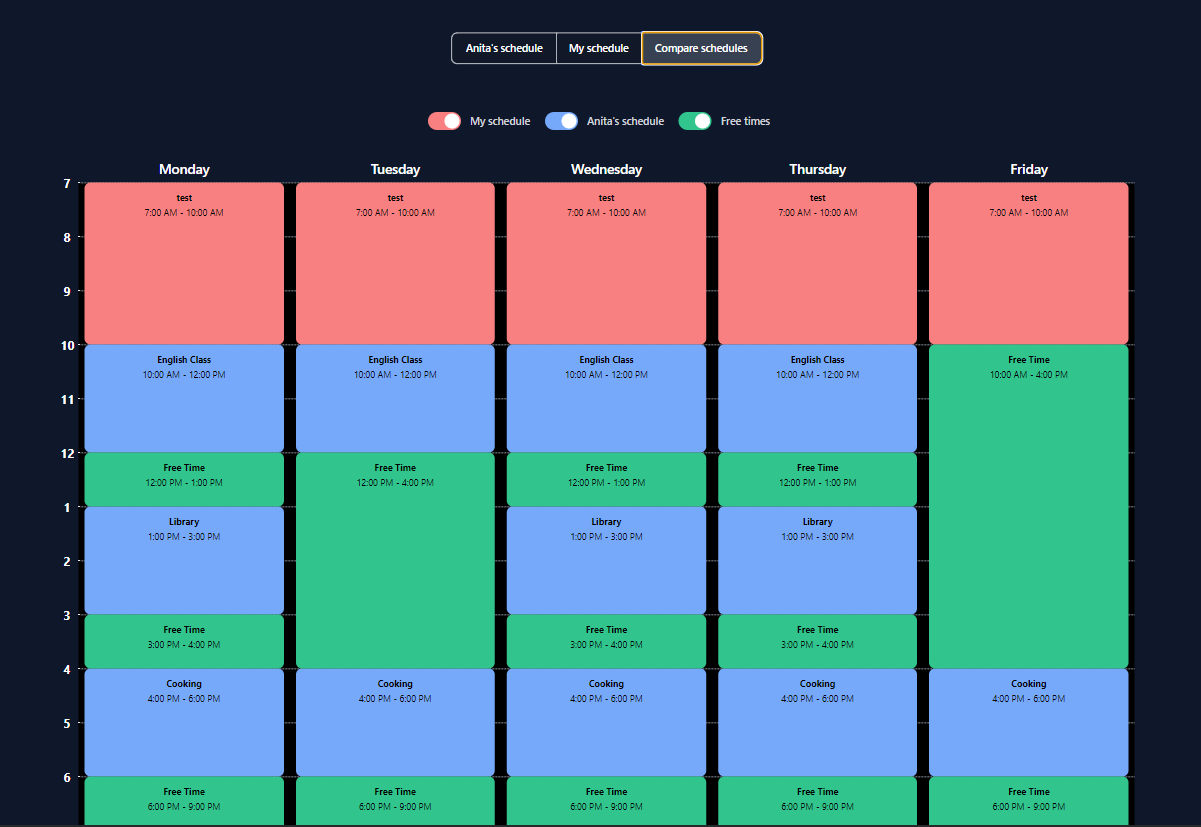 Anita's schedule My schedule Compare schedules
My schedule Anita's schedule Free times
Monday Tuesday Wednesday Thursday Friday
7
test test test test test
7:00 AM - 10:00 AM 7:00 AM - 10:00 AM 7:00 AM - 10:00 AM 7:00 AM - 10:00 AM 7:00 AM - 10:00 AM
8
9
10
English Class English Class English Class English Class Free Time
10:00 AM - 12:00 PM 10:00 AM - 12:00 PM 10:00 AM - 12:00 PM 10:00 AM - 12:00 PM 10:00 AM - 4:00 PM
11
12
Free Time Free Time Free Time Free Time
12:00 PM - 1:00 PM 12:00 PM - 4:00 PM 12:00 PM - 1:00 PM 12:00 PM - 1:00 PM
1
Library Library Library
1:00 PM - 3:00 PM 1:00 PM - 3:00 PM 1:00 PM - 3:00 PM
2
3
Free Time Free Time Free Time
3:00 PM - 4:00 PM 3:00 PM - 4:00 PM 3:00 PM - 4:00 PM
4
Cooking Cooking Cooking Cooking Cooking
4:00 PM - 6:00 PM 4:00 PM - 6:00 PM 4:00 PM - 6:00 PM 4:00 PM - 6:00 PM 4:00 PM - 6:00 PM
5
6
Free Time Free Time Free Time Free Time Free Time
6:00 PM - 9:00 PM 6:00 PM - 9:00 PM 6:00 PM - 9:00 PM 6:00 PM - 9:00 PM 6:00 PM - 9:00 PM